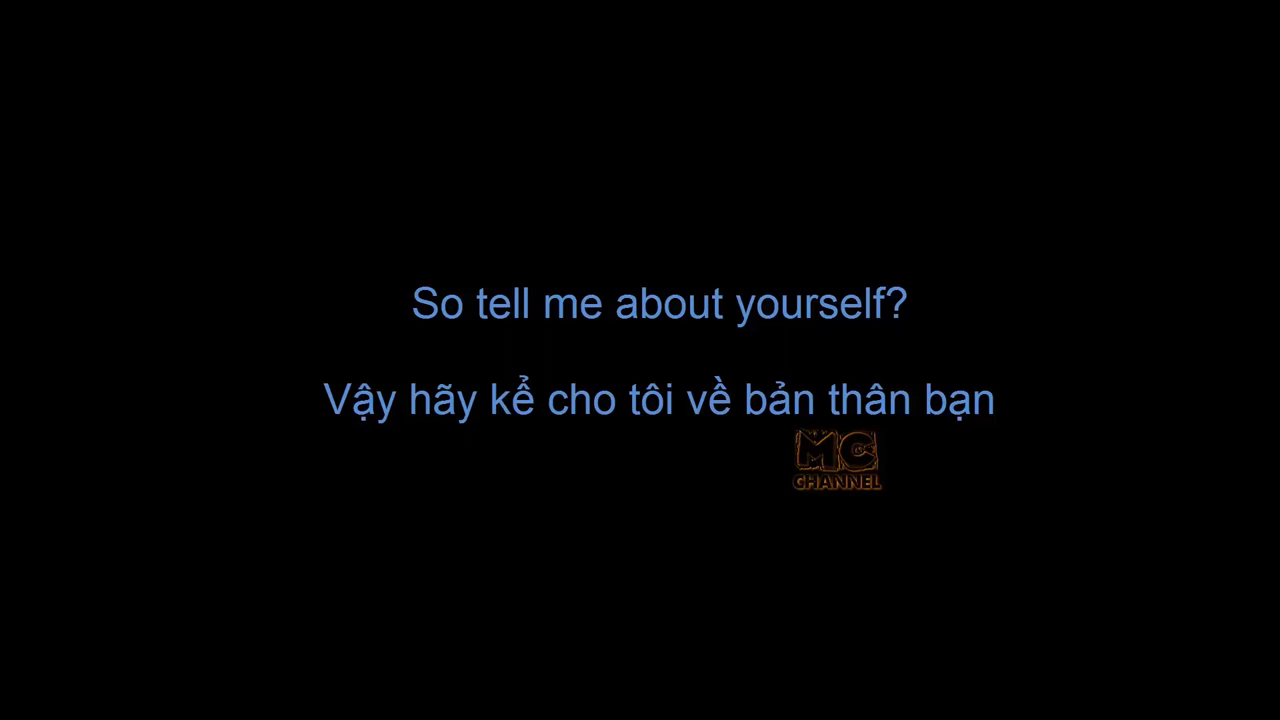 So tell me about yourself?
Vậy hãy kể cho tôi về bản thân bạn
MC
CHANNEL